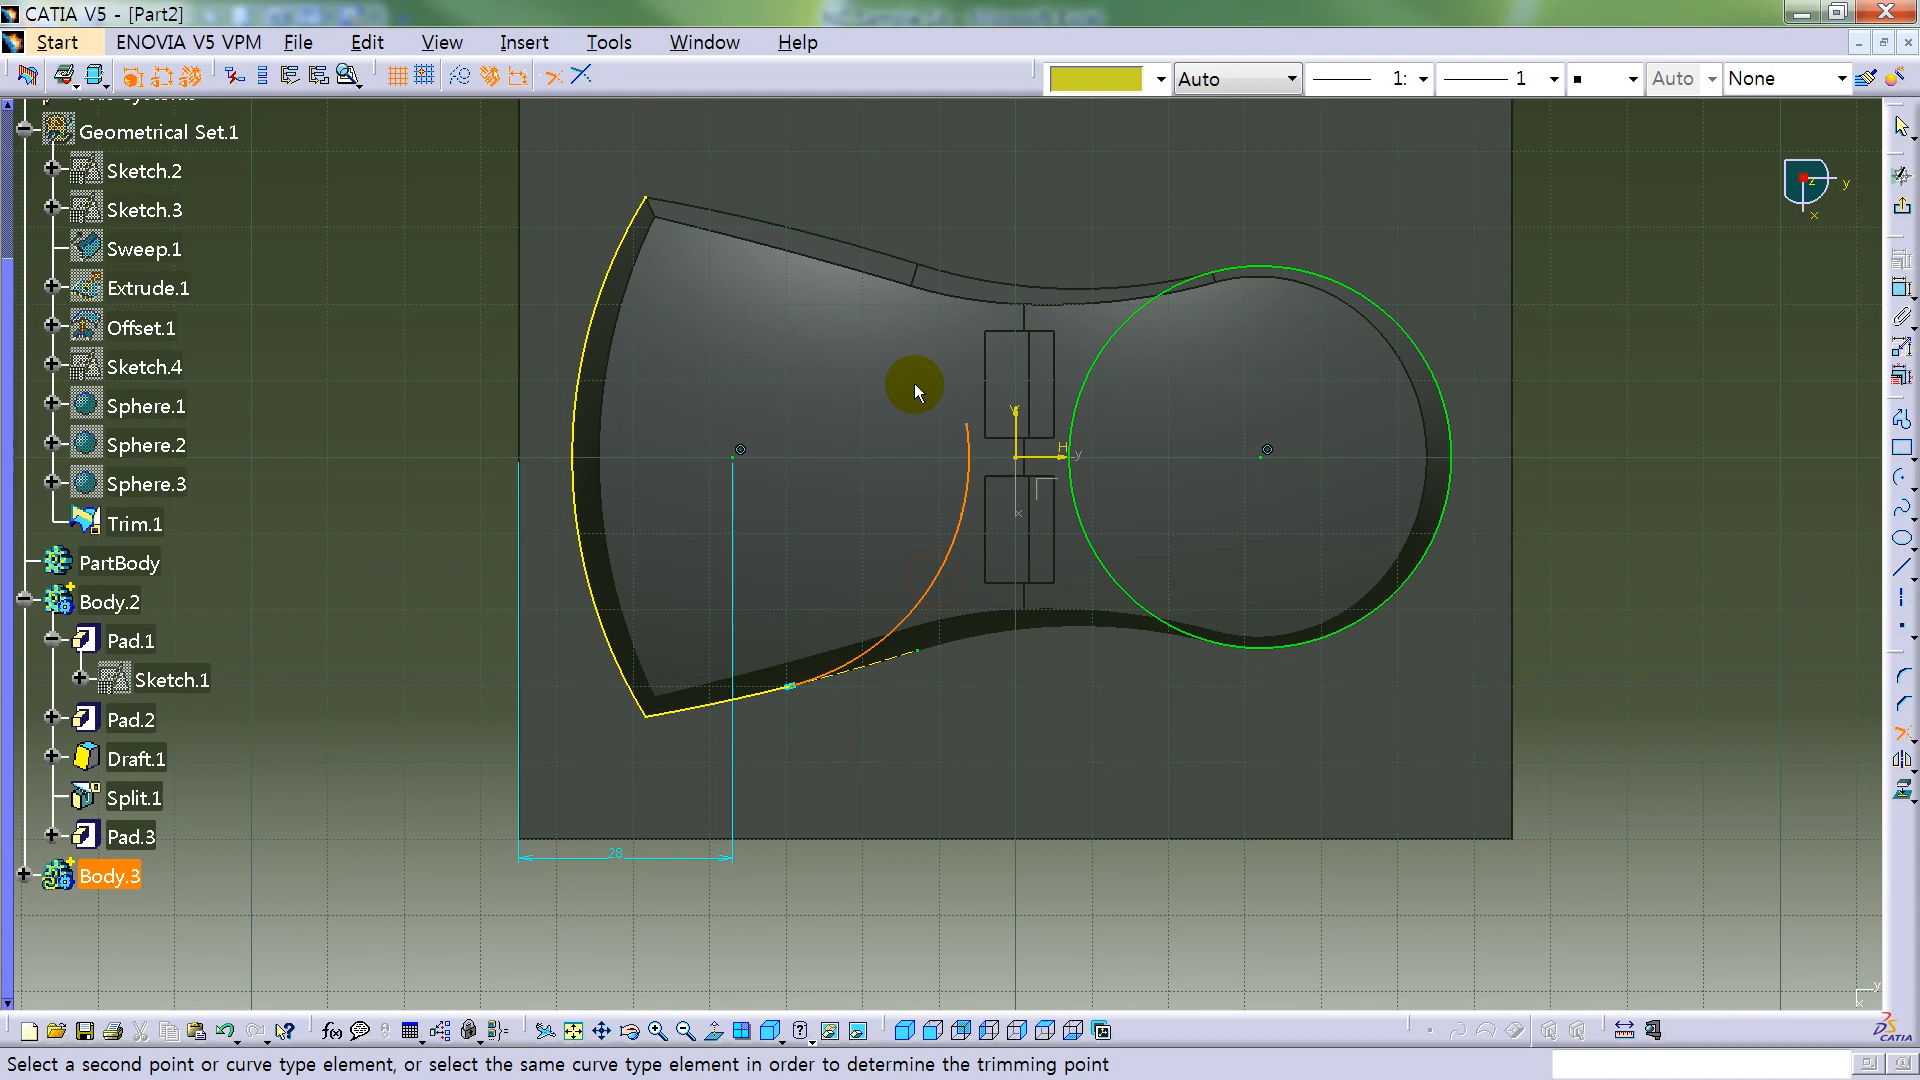 CATIA V5 - [Part2]
Start ENOVIA V5 VPM File Edit View Insert Tools Window Help
Auto 1: 1 Auto None
Geometrical Set.1
Sketch.2
Sketch.3
Sweep.1
Extrude.1
Offset.1
Sketch.4
Sphere.1
Sphere.2
Sphere.3
Trim.1
PartBody
Body.2
Pad.1
Sketch.1
Pad.2
Draft.1
Split.1
Pad.3
Body.3
z y
x
V
H y
x
28
y
x
CATIA
Select a second point or curve type element, or select the same curve type element in order to determine the trimming point